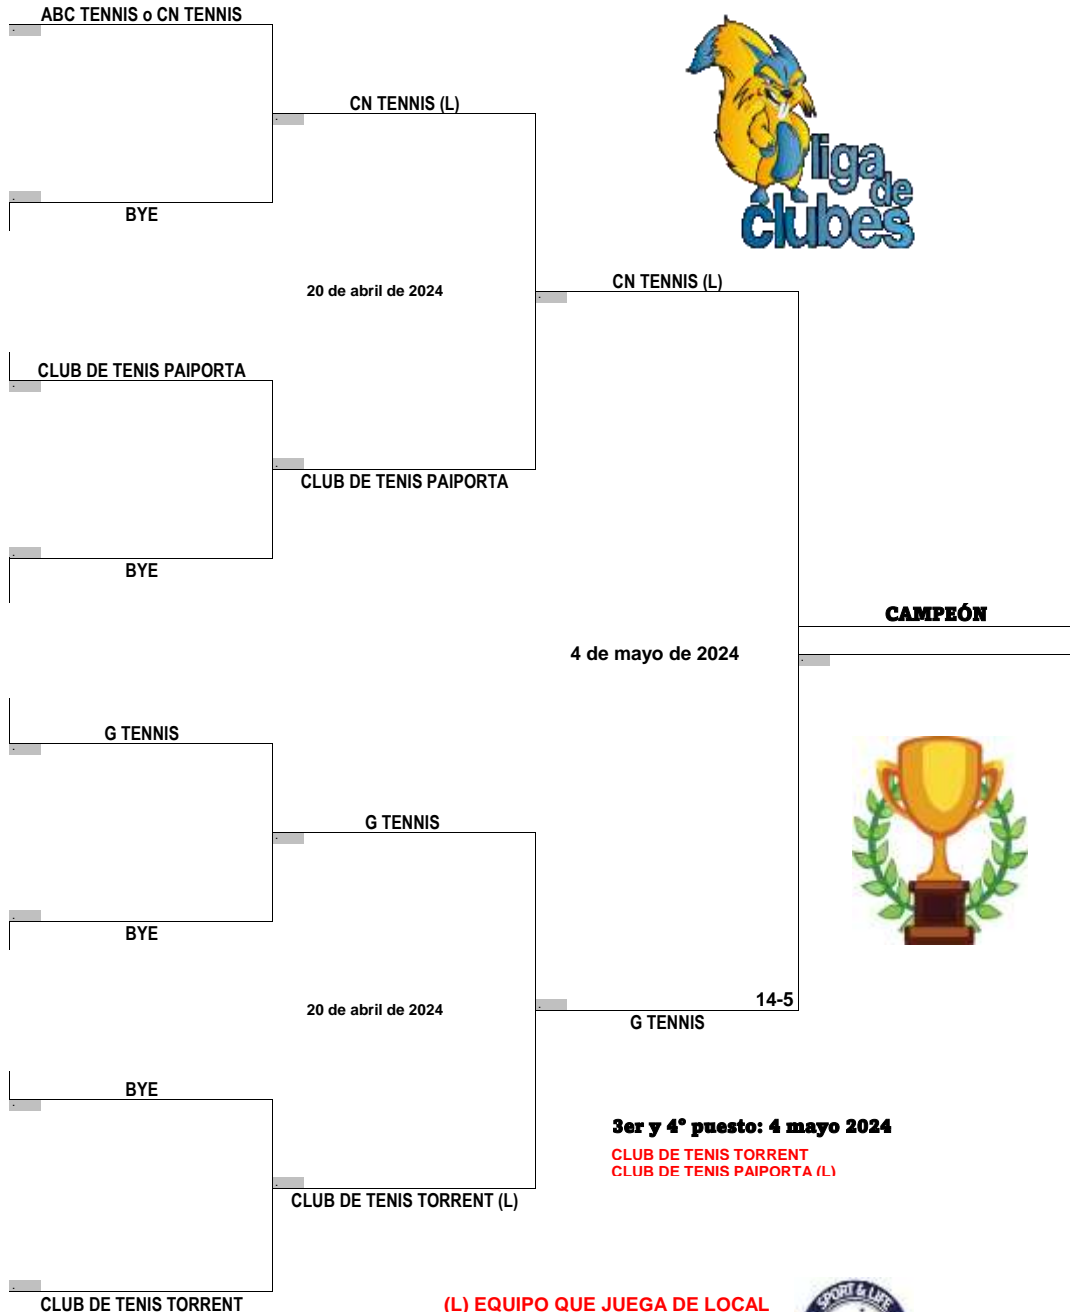 ABC TENNIS o CN TENNIS
CN TENNIS (L)
liga
de
clubes
BYE
CN TENNIS (L)
20 de abril de 2024
CLUB DE TENIS PAIPORTA
CLUB DE TENIS PAIPORTA
BYE
CAMPEÓN
4 de mayo de 2024
G TENNIS
G TENNIS
BYE
14-5
20 de abril de 2024
G TENNIS
BYE
3er y 4º puesto: 4 mayo 2024
CLUB DE TENIS TORRENT
CLUB DE TENIS PAIPORTA (L)
CLUB DE TENIS TORRENT (L)
SPORT & LIFE
CLUB DE TENIS TORRENT
(L) EQUIPO QUE JUEGA DE LOCAL